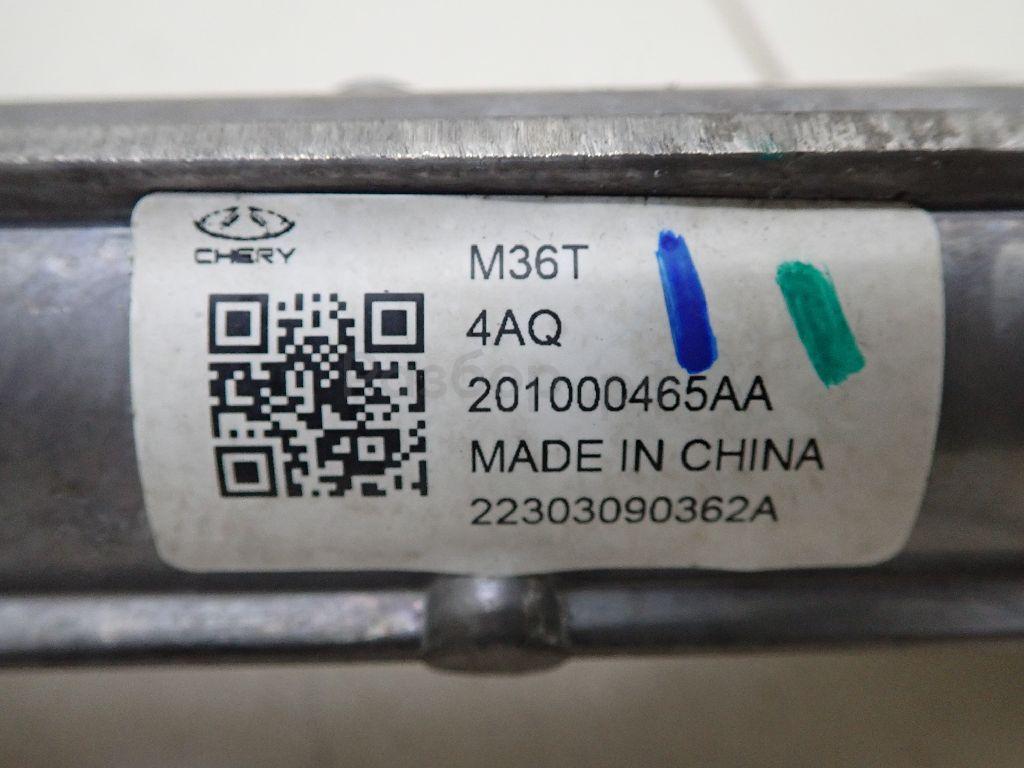 CHERY
M36T
4AQ
201000465AA
MADE IN CHINA
22303090362A